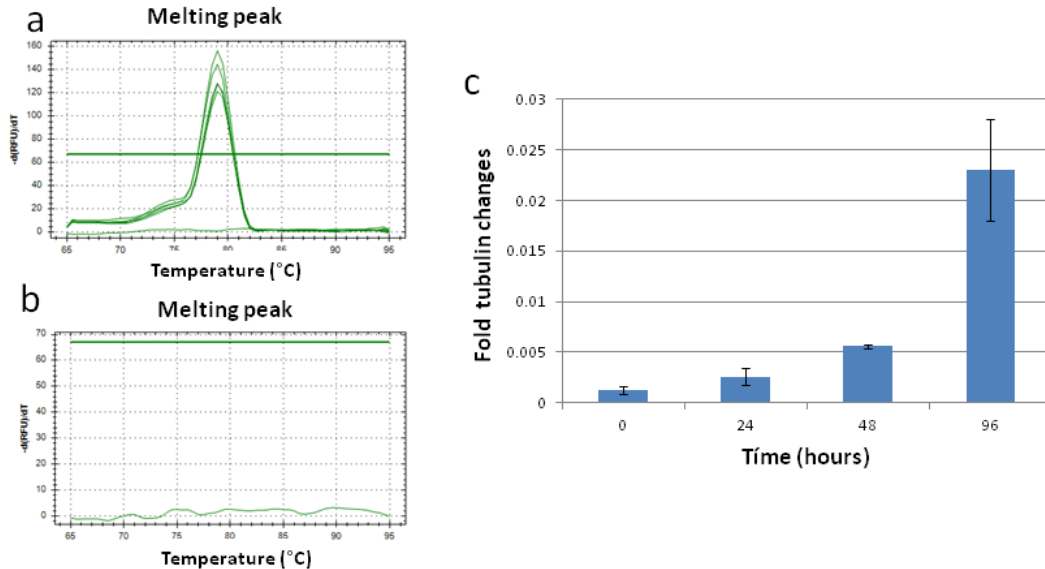 a
Melting peak
-d(RFU)/dT
160
140
120
100
80
60
40
20
0
65 70 75 80 85 90 95
Temperature (°C)
b
Melting peak
-d(RFU)/dT
70
60
50
40
30
20
10
0
65 70 75 80 85 90 95
Temperature (°C)
c
Fold tubulin changes
0.03
0.025
0.02
0.015
0.01
0.005
0
0 24 48 96
Tíme (hours)